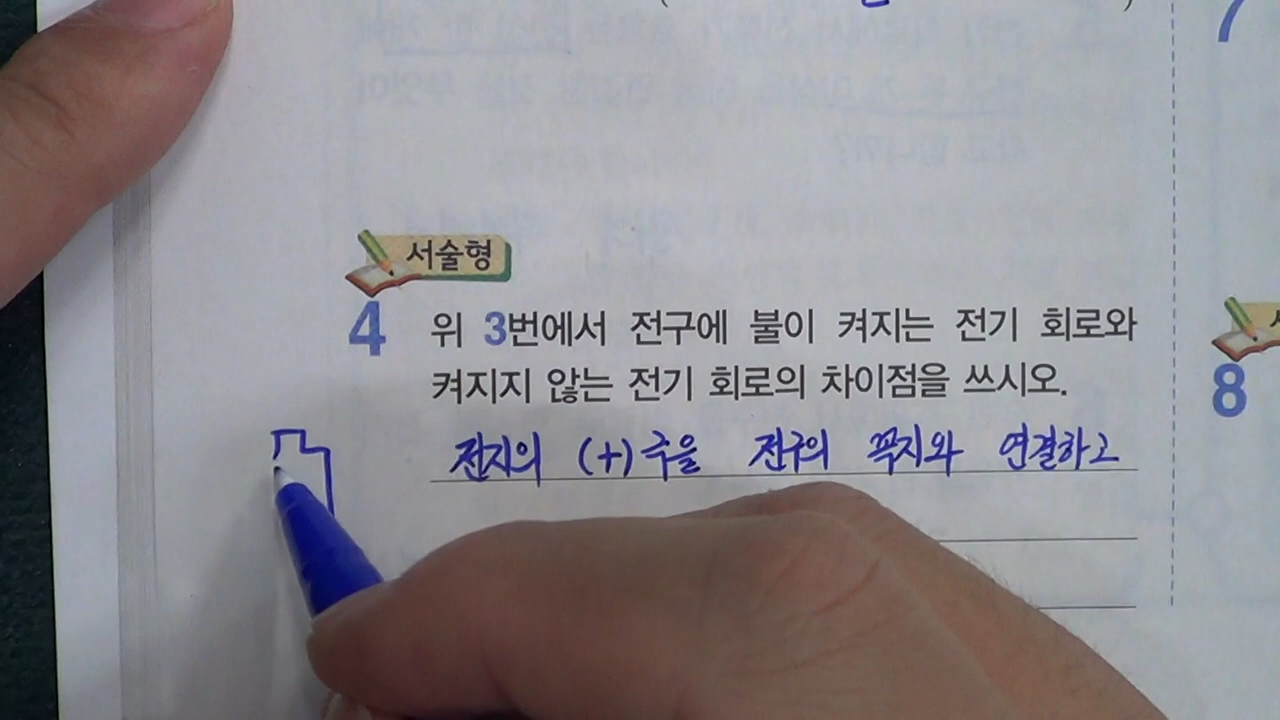 7
서술형
4 위 3번에서 전구에 불이 켜지는 전기 회로와
켜지지 않는 전기 회로의 차이점을 쓰시오.
전지의 (+)극을 전구의 꼭지와 연결하고
8